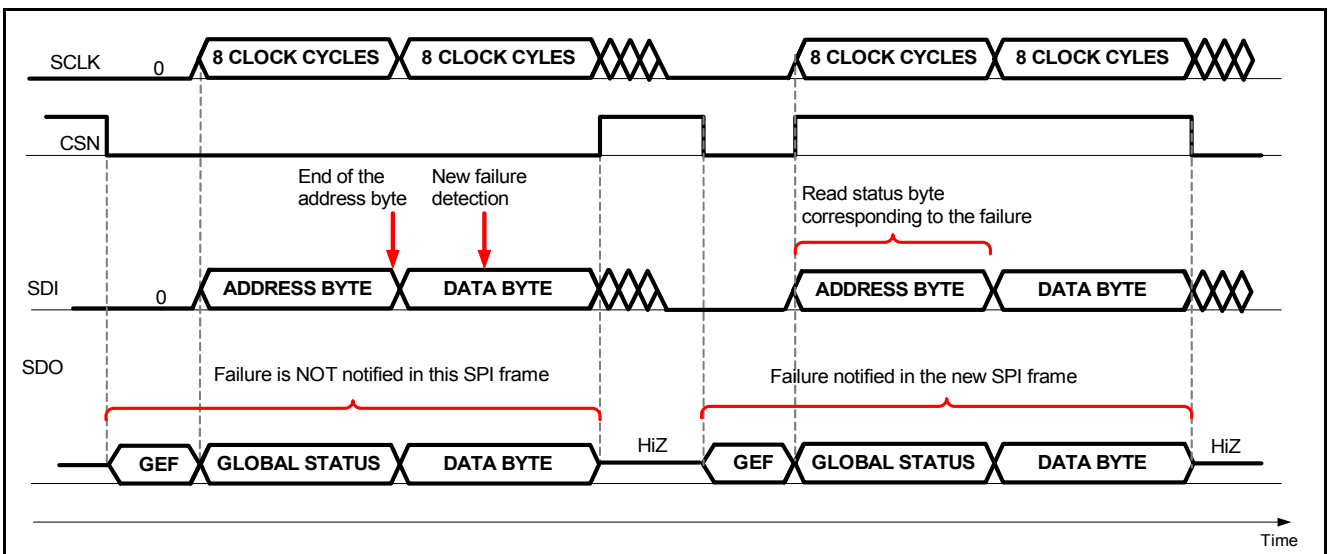 SCLK
0
8 CLOCK CYCLES
8 CLOCK CYLES
8 CLOCK CYCLES
8 CLOCK CYLES
CSN
End of the
address byte
New failure
detection
Read status byte
corresponding to the failure
SDI
0
ADDRESS BYTE
DATA BYTE
ADDRESS BYTE
DATA BYTE
SDO
Failure is NOT notified in this SPI frame
Failure notified in the new SPI frame
GEF
GLOBAL STATUS
DATA BYTE
HiZ
GEF
GLOBAL STATUS
DATA BYTE
HiZ
Time